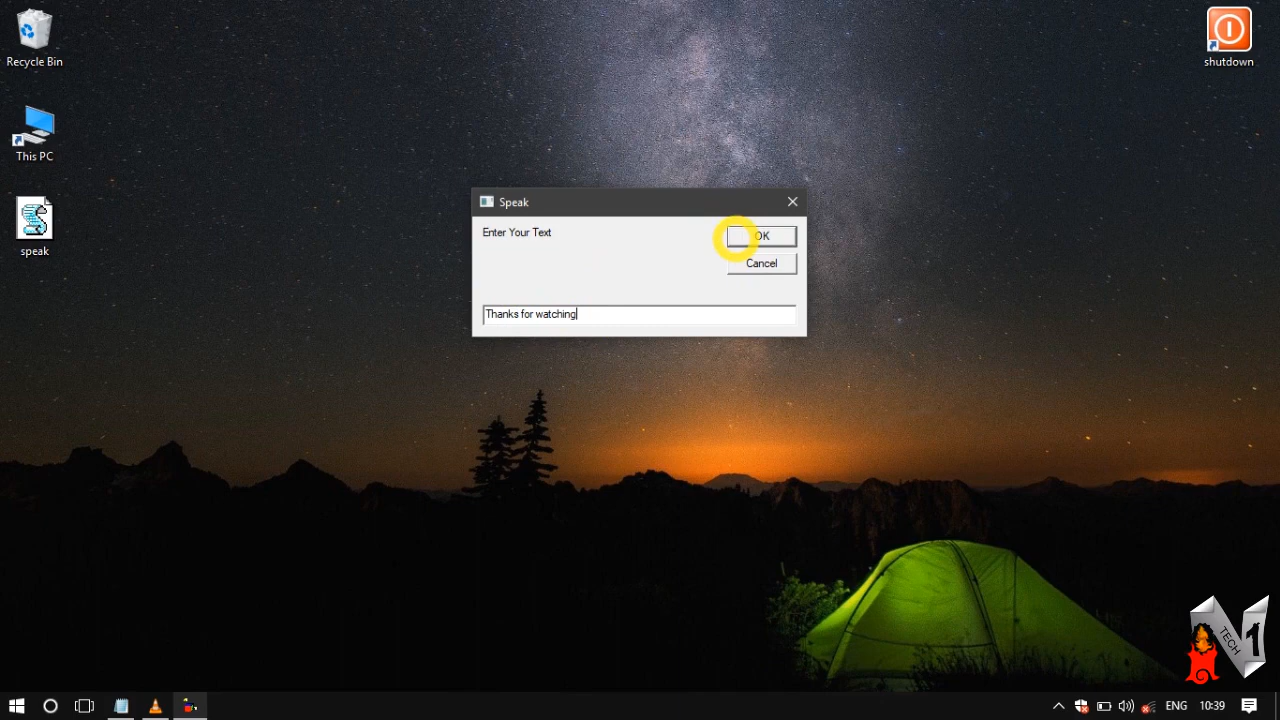 Recycle Bin
shutdown
This PC
speak
Speak
Enter Your Text
OK
Cancel
Thanks for watching
TECH
N1
ENG
10:39